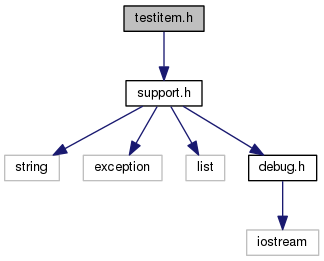 testitem.h
support.h
string
exception
list
debug.h
iostream